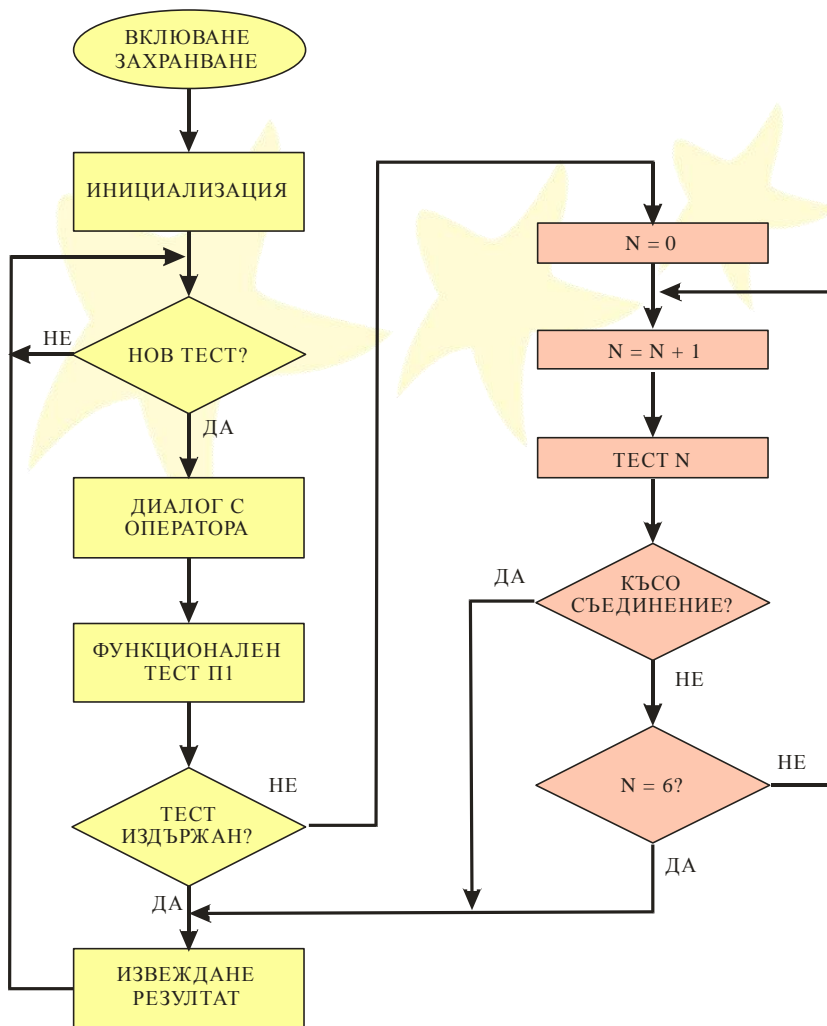 ВКЛЮВАНЕ
ЗАХРАНВАНЕ
ИНИЦИАЛИЗАЦИЯ
НЕ
НОВ ТЕСТ?
ДА
ДИАЛОГ С
ОПЕРАТОРА
ФУНКЦИОНАЛЕН
ТЕСТ П1
НЕ
ТЕСТ
ИЗДЪРЖАН?
ДА
ИЗВЕЖДАНЕ
РЕЗУЛТАТ
N = 0
N = N + 1
ТЕСТ N
ДА
КЪСО
СЪЕДИНЕНИЕ?
НЕ
N = 6?
НЕ
ДА